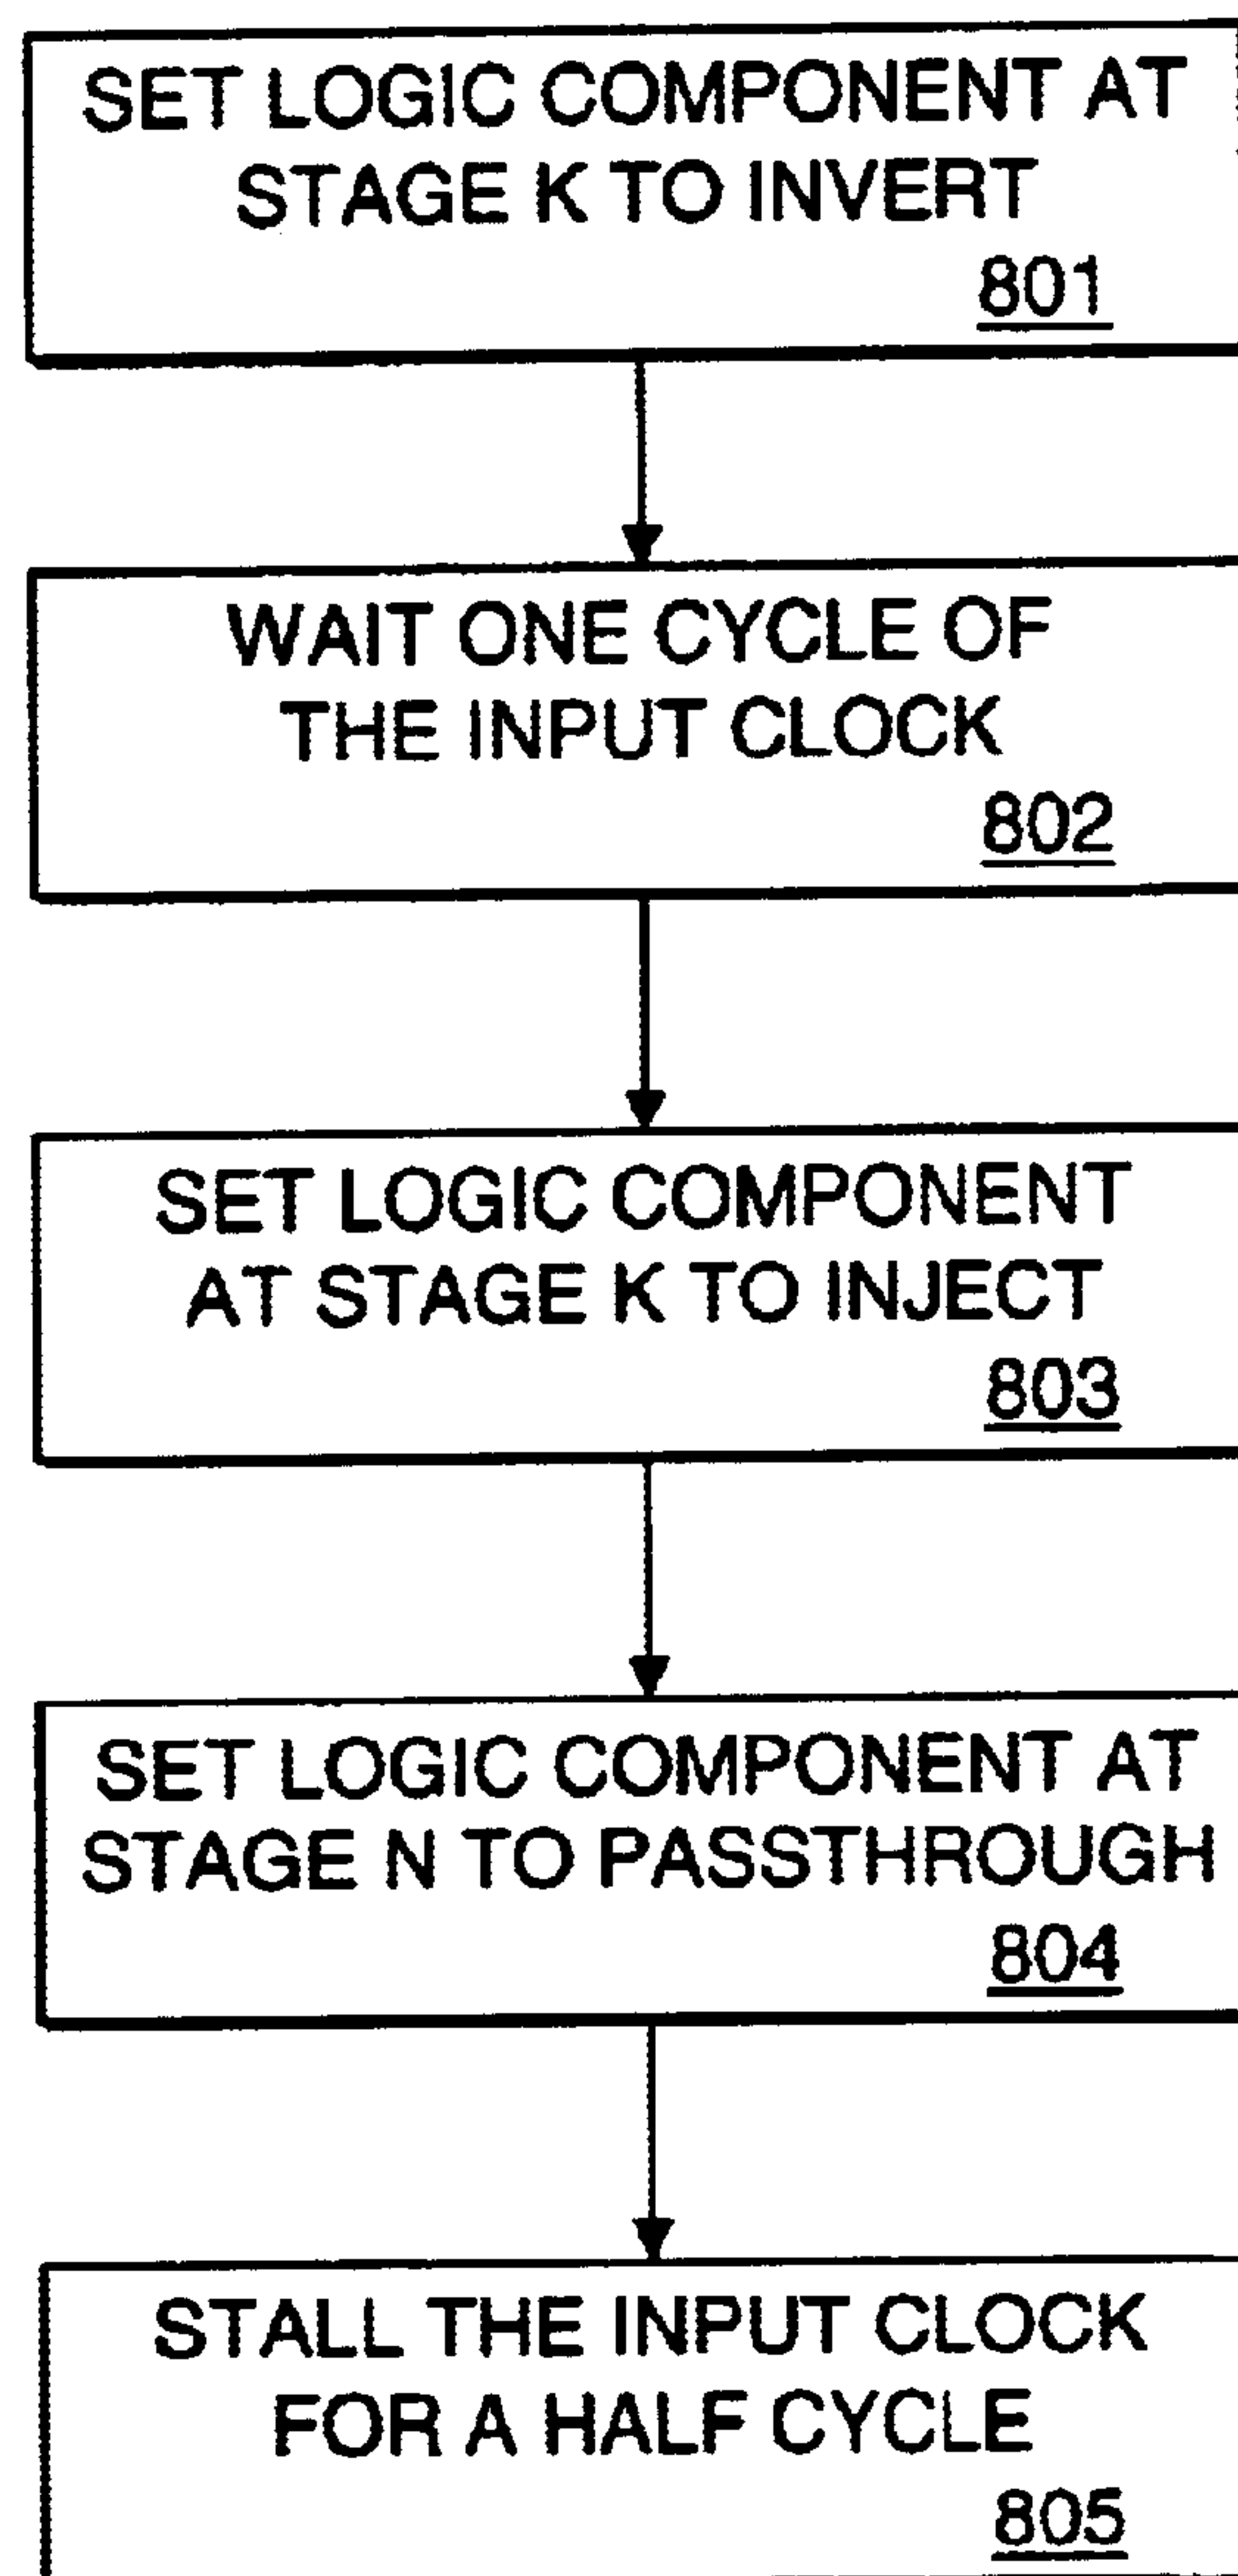 SET LOGIC COMPONENT AT
STAGE K TO INVERT
801
WAIT ONE CYCLE OF
THE INPUT CLOCK
802
SET LOGIC COMPONENT
AT STAGE K TO INJECT
803
SET LOGIC COMPONENT AT
STAGE N TO PASSTHROUGH
804
STALL THE INPUT CLOCK
FOR A HALF CYCLE
805